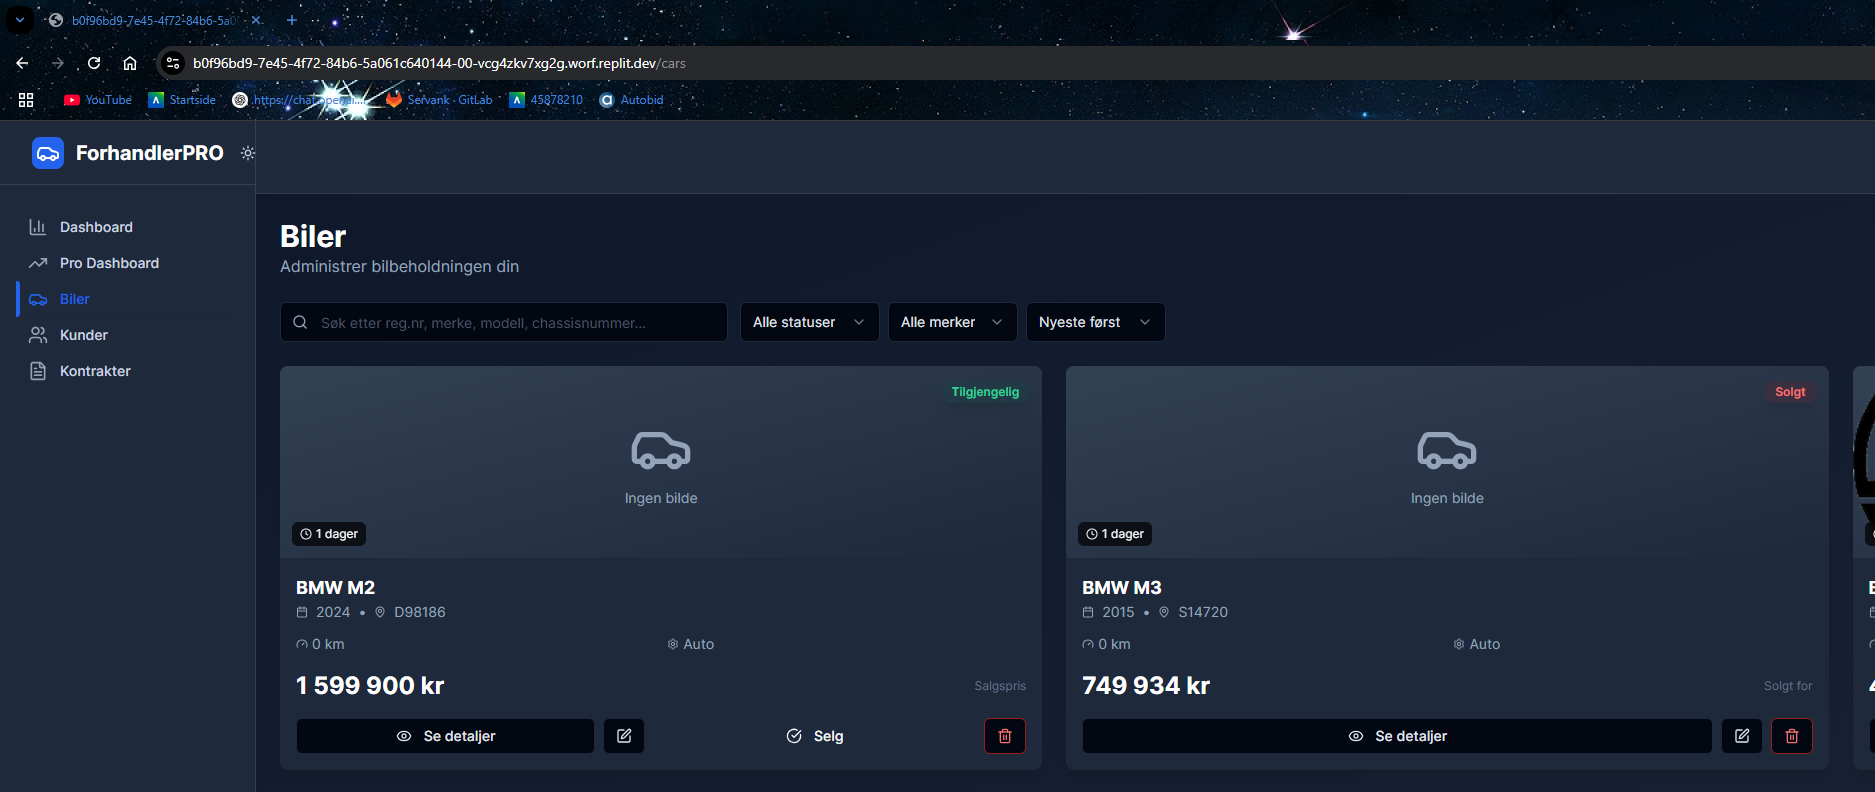 b0f96bd9-7e45-4f72-84b6-5a0
b0f96bd9-7e45-4f72-84b6-5a061c640144-00-vcg4zkv7xg2g.worf.replit.dev/cars
YouTube
Startside
https://chat.openai....
Servank · GitLab
45878210
Autobid
ForhandlerPRO
Dashboard
Pro Dashboard
Biler
Kunder
Kontrakter
Biler
Administrer bilbeholdningen din
Søk etter reg.nr, merke, modell, chassisnummer...
Alle statuser
Alle merker
Nyeste først
Tilgjengelig
Ingen bilde
1 dager
BMW M2
2024 • D98186
0 km
Auto
1 599 900 kr
Salgspris
Se detaljer
Selg
Solgt
Ingen bilde
1 dager
BMW M3
2015 • S14720
0 km
Auto
749 934 kr
Solgt for
Se detaljer